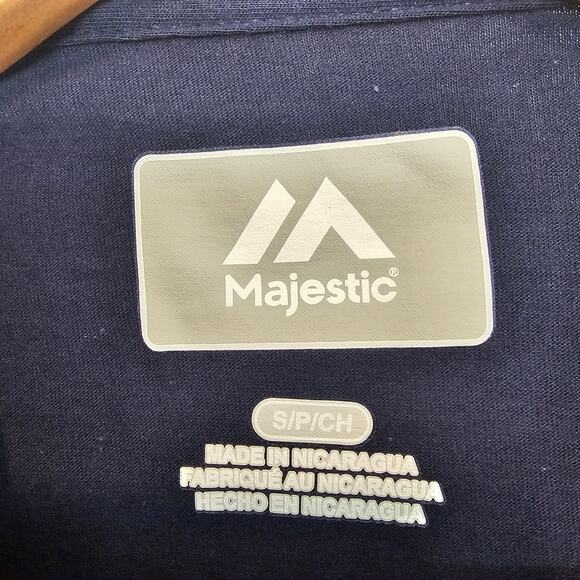 Majestic®
S/P/CH
MADE IN NICARAGUA
FABRIQUÉ AU NICARAGUA
HECHO EN NICARAGUA